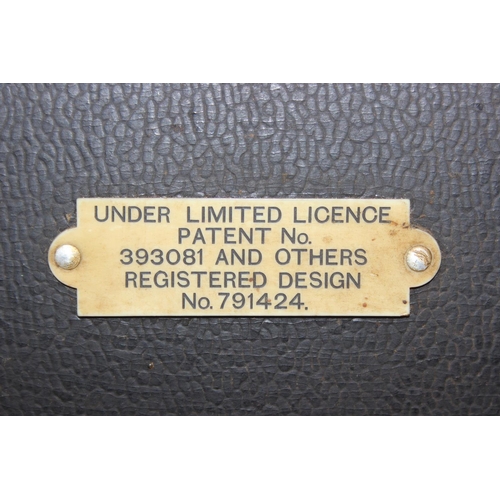 UNDER LIMITED LICENCE
PATENT No.
393081 AND OTHERS
REGISTERED DESIGN
No. 791424.